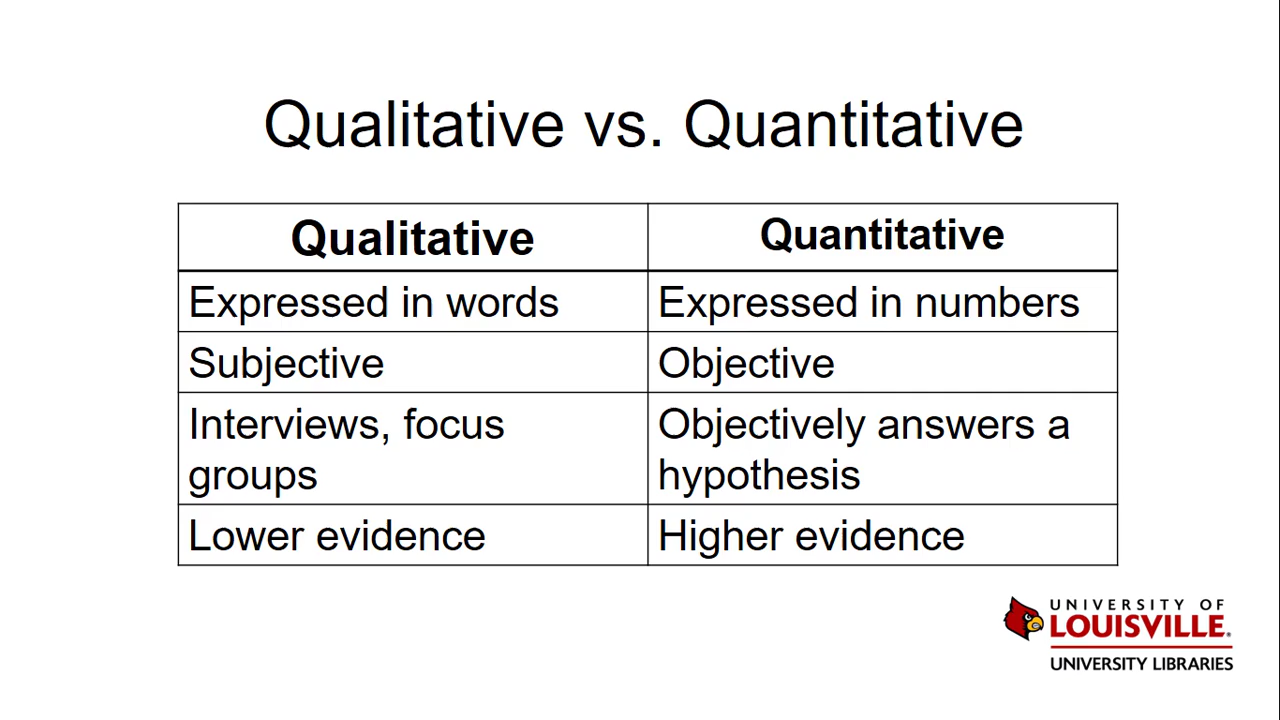 Qualitative vs. Quantitative
Qualitative
Quantitative
Expressed in words
Expressed in numbers
Subjective
Objective
Interviews, focus
groups
Objectively answers a
hypothesis
Lower evidence
Higher evidence
UNIVERSITY OF
LOUISVILLE.
UNIVERSITY LIBRARIES